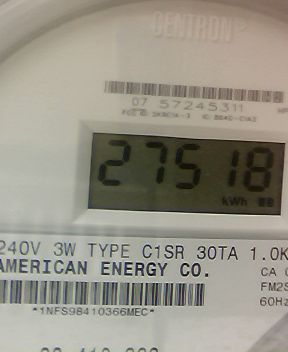 CENTRON®
07 57245311
27518
kWh
240V 3W TYPE C1SR 30TA 1.0K
AMERICAN ENERGY CO.
CA
FM2S
60Hz
*1NFS98410366MEC*